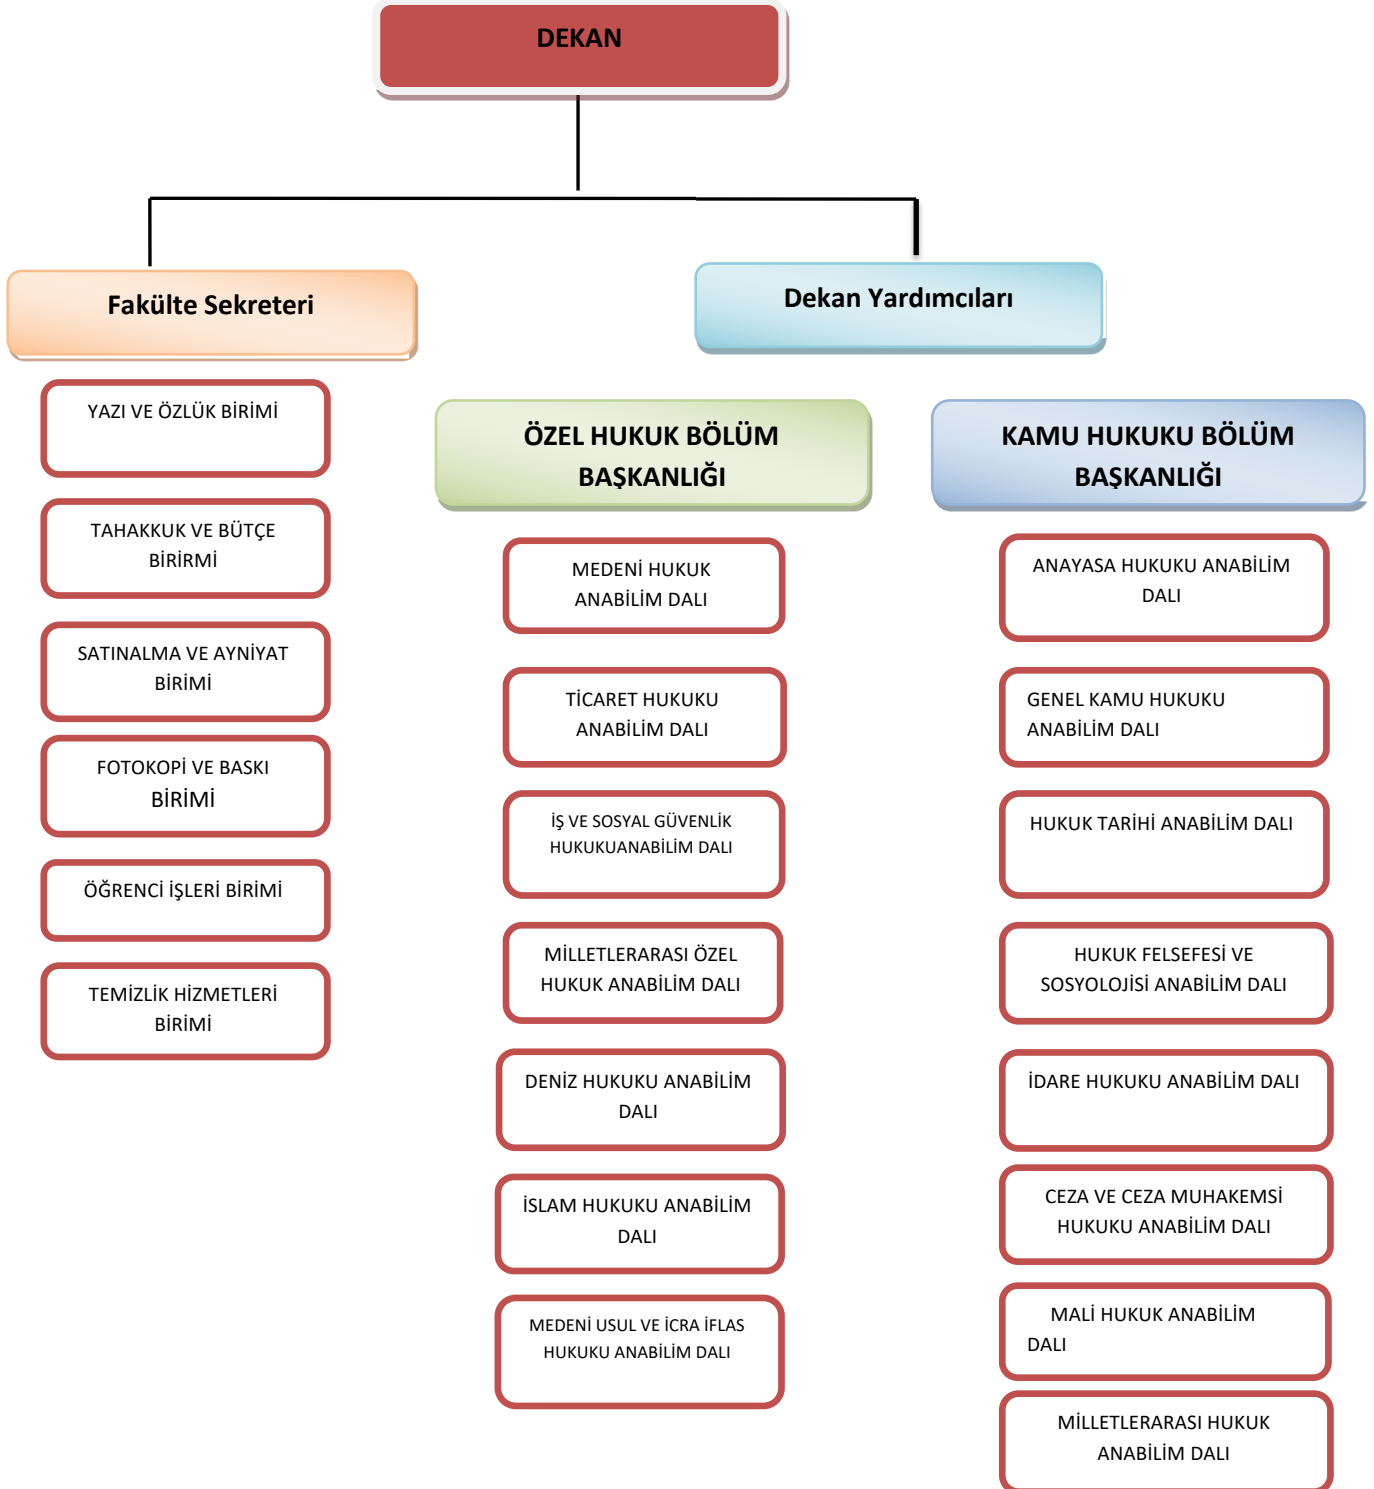 DEKAN
Fakülte Sekreteri
Dekan Yardımcıları
YAZI VE ÖZLÜK BİRİMİ
TAHAKKUK VE BÜTÇE
BİRİRMİ
SATINALMA VE AYNİYAT
BİRİMİ
FOTOKOPİ VE BASKI
BİRİMİ
ÖĞRENCİ İŞLERİ BİRİMİ
TEMİZLİK HİZMETLERİ
BİRİMİ
ÖZEL HUKUK BÖLÜM
BAŞKANLIĞI
MEDENİ HUKUK
ANABİLİM DALI
TİCARET HUKUKU
ANABİLİM DALI
İŞ VE SOSYAL GÜVENLİK
HUKUKUANABİLİM DALI
MİLLETLERARASI ÖZEL
HUKUK ANABİLİM DALI
DENİZ HUKUKU ANABİLİM
DALI
İSLAM HUKUKU ANABİLİM
DALI
MEDENİ USUL VE İCRA İFLAS
HUKUKU ANABİLİM DALI
KAMU HUKUKU BÖLÜM
BAŞKANLIĞI
ANAYASA HUKUKU ANABİLİM
DALI
GENEL KAMU HUKUKU
ANABİLİM DALI
HUKUK TARİHİ ANABİLİM DALI
HUKUK FELSEFESİ VE
SOSYOLOJİSİ ANABİLİM DALI
İDARE HUKUKU ANABİLİM DALI
CEZA VE CEZA MUHAKEMSİ
HUKUKU ANABİLİM DALI
MALİ HUKUK ANABİLİM
DALI
MİLLETLERARASI HUKUK
ANABİLİM DALI